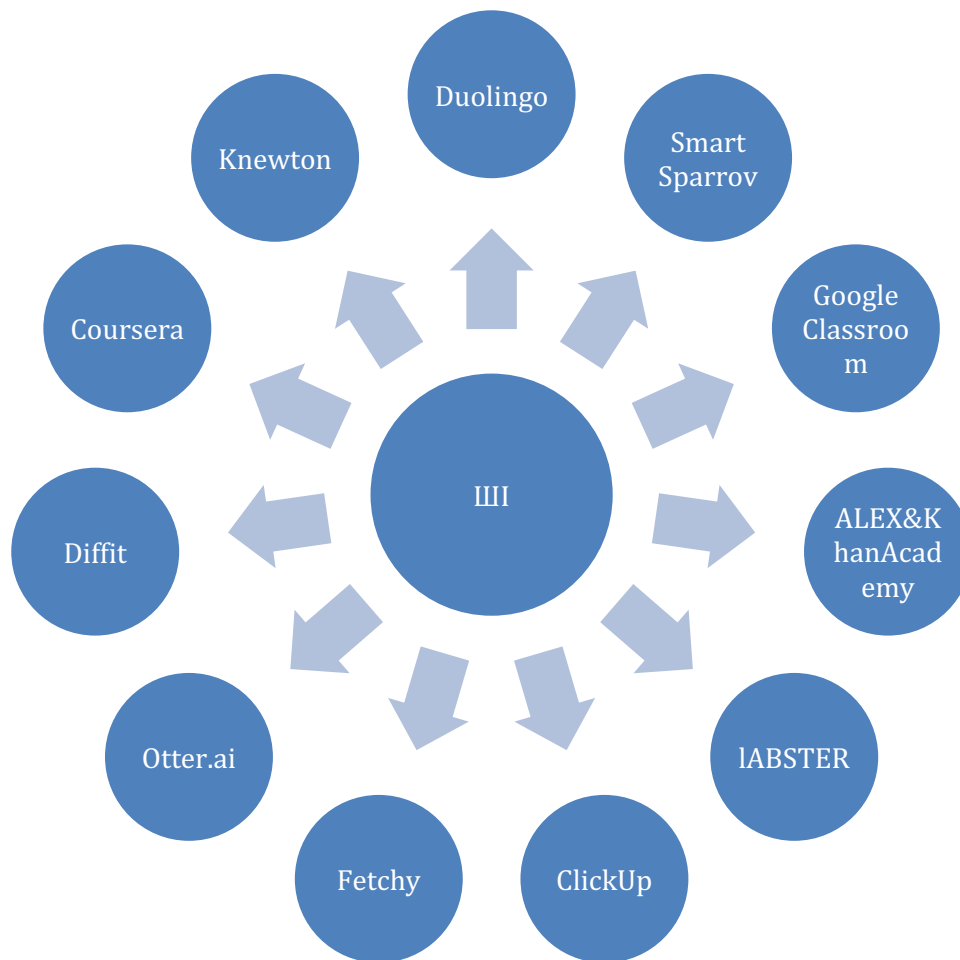 Duolingo
Smart
Sparrov
Google
Classroo
m
ALEX&K
hanAcad
emy
lABSTER
ClickUp
Fetchy
Otter.ai
Diffit
Coursera
Knewton
ШІ